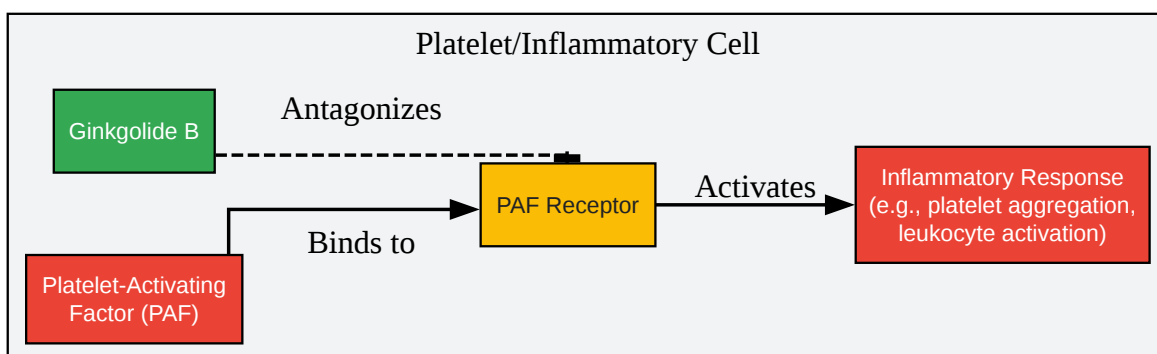 Platelet/Inflammatory Cell
Antagonizes
Ginkgolide B
PAF Receptor
Activates
Inflammatory Response
(e.g., platelet aggregation,
leukocyte activation)
Binds to
Platelet-Activating
Factor (PAF)